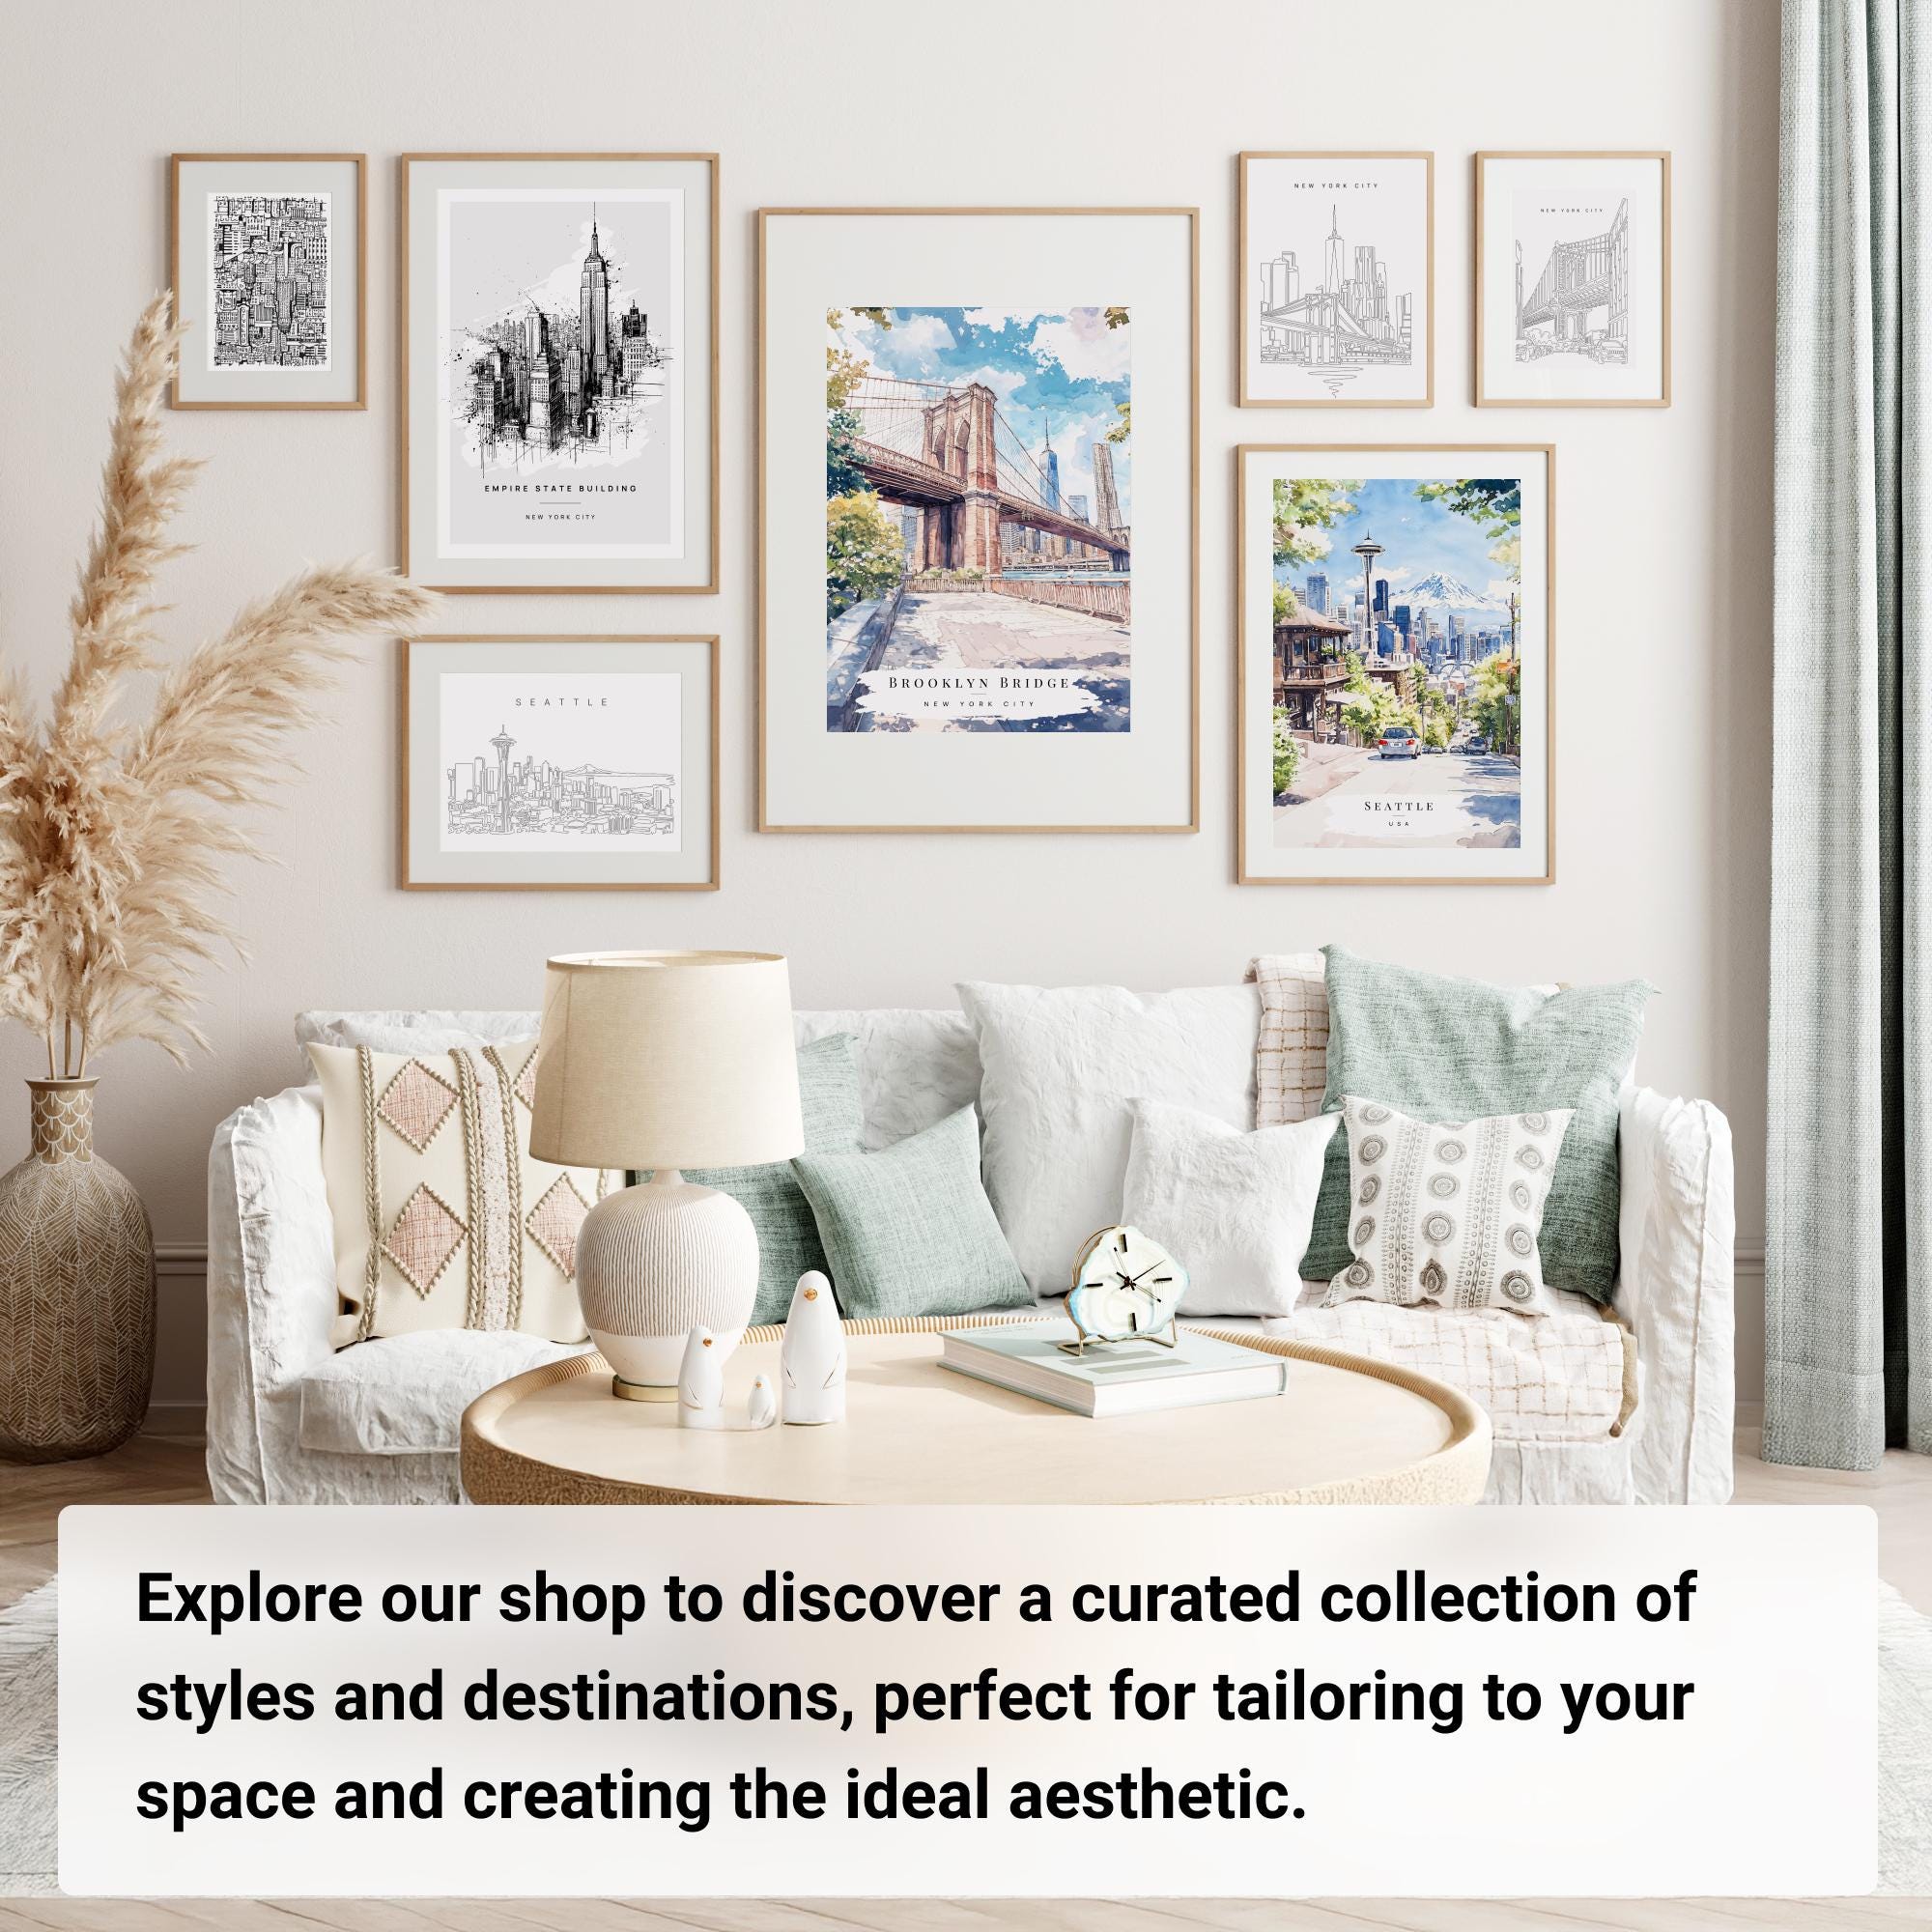 EMPIRE STATE BUILDING
NEW YORK CITY
SEATTLE
BROOKLYN BRIDGE
NEW YORK CITY
NEW YORK CITY
NEW YORK CITY
SEATTLE
USA
Explore our shop to discover a curated collection of
styles and destinations, perfect for tailoring to your
space and creating the ideal aesthetic.